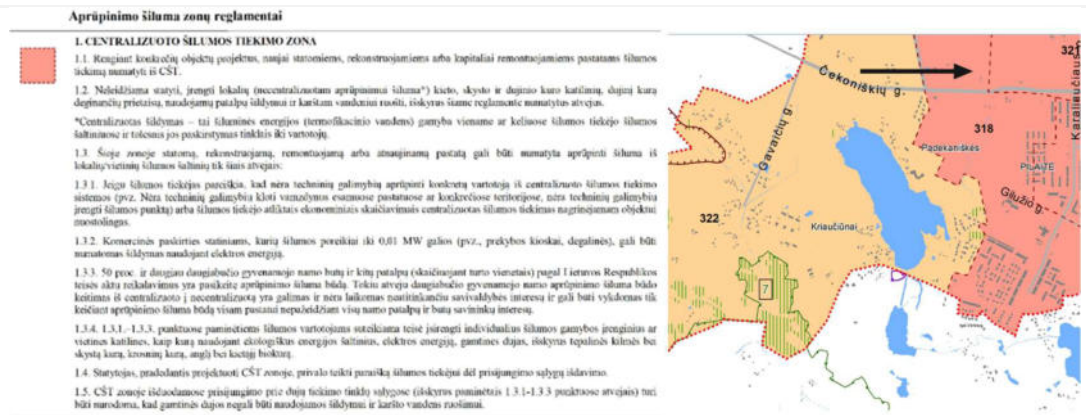 Aprūpinimo šiluma zonų reglamentai
1. CENTRALIZUOTO ŠILUMOS TIEKIMO ZONA
1.1. Rengiant konkrečių objektų projektus, naujai statomiems, rekonstruojamiems arba kapitaliai remontuojamiems pastatams šilumos
tiekimą numatyti iš CŠT.
1.2. Neleidžiama statyti, įrengti lokalių (necentralizuotam aprūpinimui šiluma*) kieto, skysto ir dujinio kuro katilinių, dujinį kurą
deginančių prietaisų, naudojamų patalpų šildymui ir karštam vandeniui ruošti, išskyrus šiame reglamente numatytus atvejus.
*Centralizuotas šildymas – tai šiluminės energijos (termofikacinio vandens) gamyba viename ar keliuose šilumos tiekėjo šilumos
šaltiniuose ir tolesnis jos paskirstymas tinklais iki vartotojų.
1.3. Šioje zonoje statomą, rekonstruojamą, remontuojamą arba atnaujinamą pastatą gali būti numatyta aprūpinti šiluma iš
lokalių/vietinių šilumos šaltinių tik šiais atvejais:
1.3.1. Jeigu šilumos tiekėjas pareiškia, kad nėra techninių galimybių aprūpinti konkretų vartotoją iš centralizuoto šilumos tiekimo
sistemos (pvz. Nėra techninių galimybių kloti vamzdynus esamuose pastatuose ar konkrečiose teritorijose, nėra techninių galimybių
įrengti šilumos punktą) arba šilumos tiekėjo atliktais ekonominiais skaičiavimais centralizuotas šilumos tiekimas nagrinėjamam objektui
nuostolingas.
1.3.2. Komercinės paskirties statiniams, kurių šilumos poreikiai iki 0,01 MW galios (pvz., prekybos kioskai, degalinės), gali būti
numatomas šildymas naudojant elektros energiją.
1.3.3. 50 proc. ir daugiau daugiabučio gyvenamojo namo butų ir kitų patalpų (skaičiuojant turto vienetais) pagal Lietuvos Respublikos
teisės aktų reikalavimus yra pasikeitę aprūpinimo šiluma būdą. Tokiu atveju daugiabučio gyvenamojo namo aprūpinimo šiluma būdo
keitimas iš centralizuoto į necentralizuotą yra galimas ir nėra laikomas neatitinkančiu savivaldybės interesų ir gali būti vykdomas tik
keičiant aprūpinimo šiluma būdą visam pastatui nepažeidžiant visų namo patalpų ir butų savininkų interesų.
1.3.4. 1.3.1.–1.3.3. punktuose paminėtiems šilumos vartotojams suteikiama teisė įsirengti individualius šilumos gamybos įrenginius ar
vietines katilines, kaip kurą naudojant ekologiškus energijos šaltinius, elektros energiją, gamtines dujas, išskyrus tepalinės kilmės bei
skystą kurą, krosninį kurą, anglį bei kietąjį biokurą.
1.4. Statytojas, pradedantis projektuoti CŠT zonoje, privalo teikti paraišką šilumos tiekėjui dėl prisijungimo sąlygų išdavimo.
1.5. CŠT zonoje išduodamose prisijungimo prie dujų tiekimo tinklų sąlygose (išskyrus paminėtais 1.3.1-1.3.3 punktuose atvejais) turi
būti nurodoma, kad gamtinės dujos negali būti naudojamos šildymui ir karšto vandens ruošimui.
321
Čekoniškių g.
Karaliaučiaus
Gavaičių g.
318
Padekaniškės
PILAITĖ
Gilužio g.
322
Kriaučiūnai
7